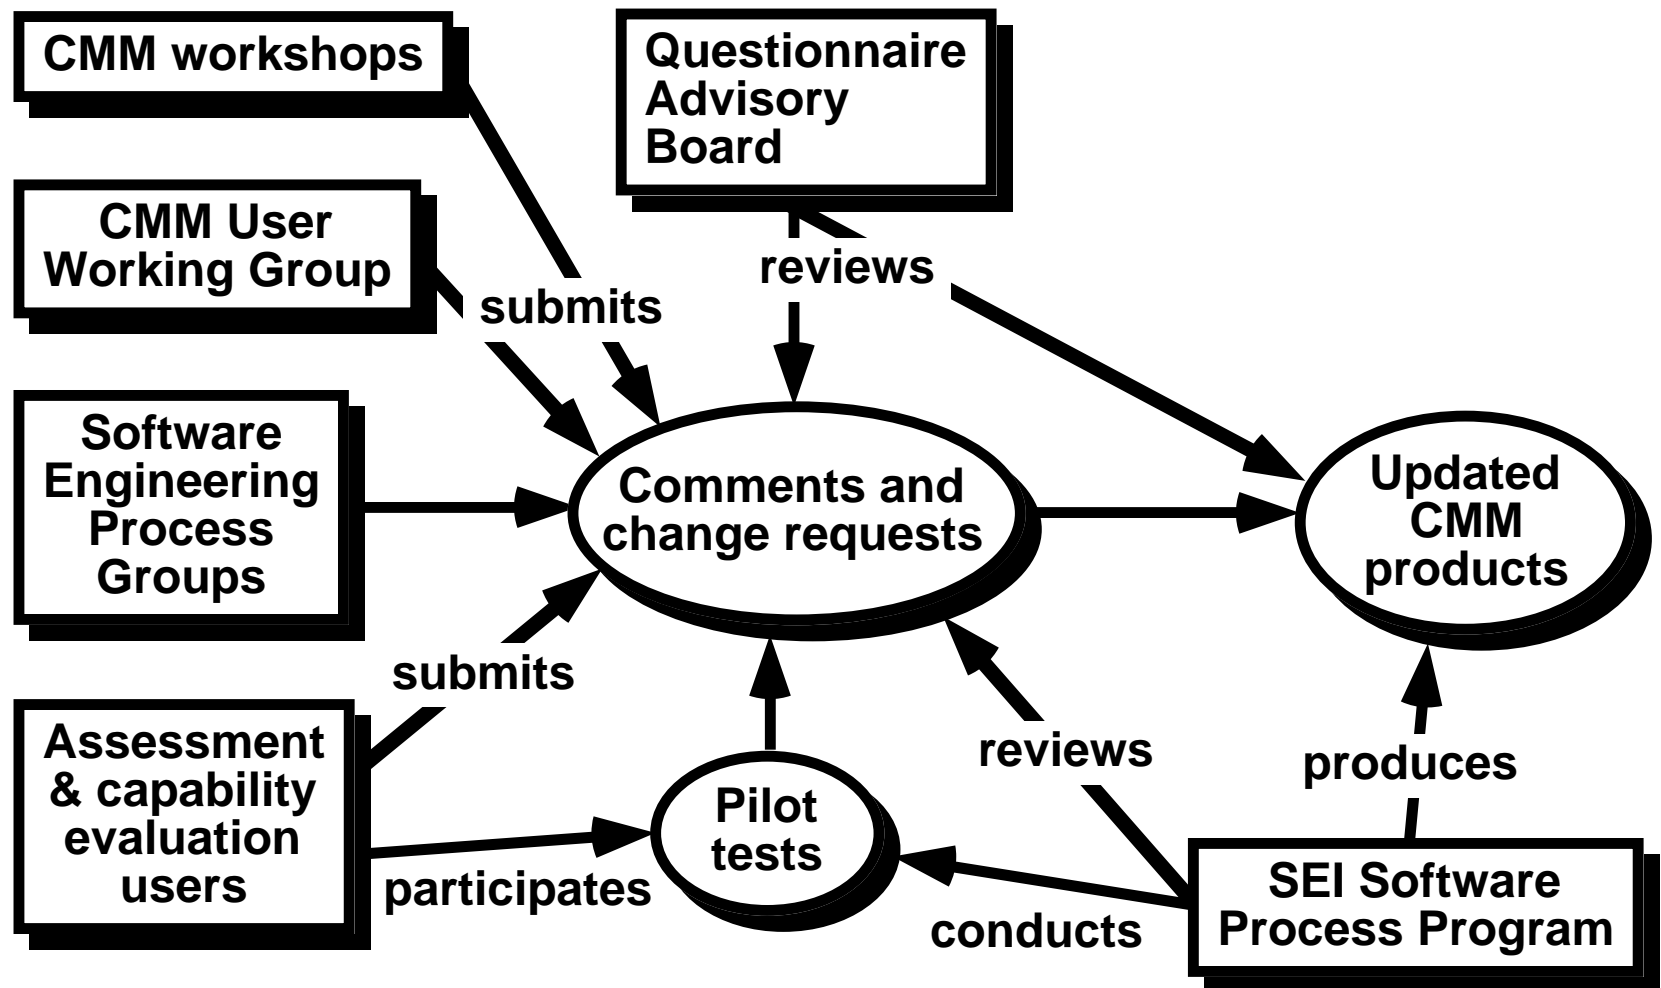 CMM workshops
Questionnaire
Advisory
Board
CMM User
Working Group
reviews
submits
Software
Engineering
Process
Groups
Comments and
change requests
Updated
CMM
products
submits
Assessment
& capability
evaluation
users
participates
Pilot
tests
reviews
conducts
produces
SEI Software
Process Program